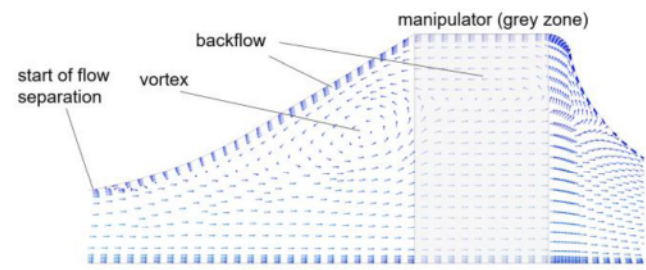 manipulator (grey zone)
backflow
start of flow
separation
vortex